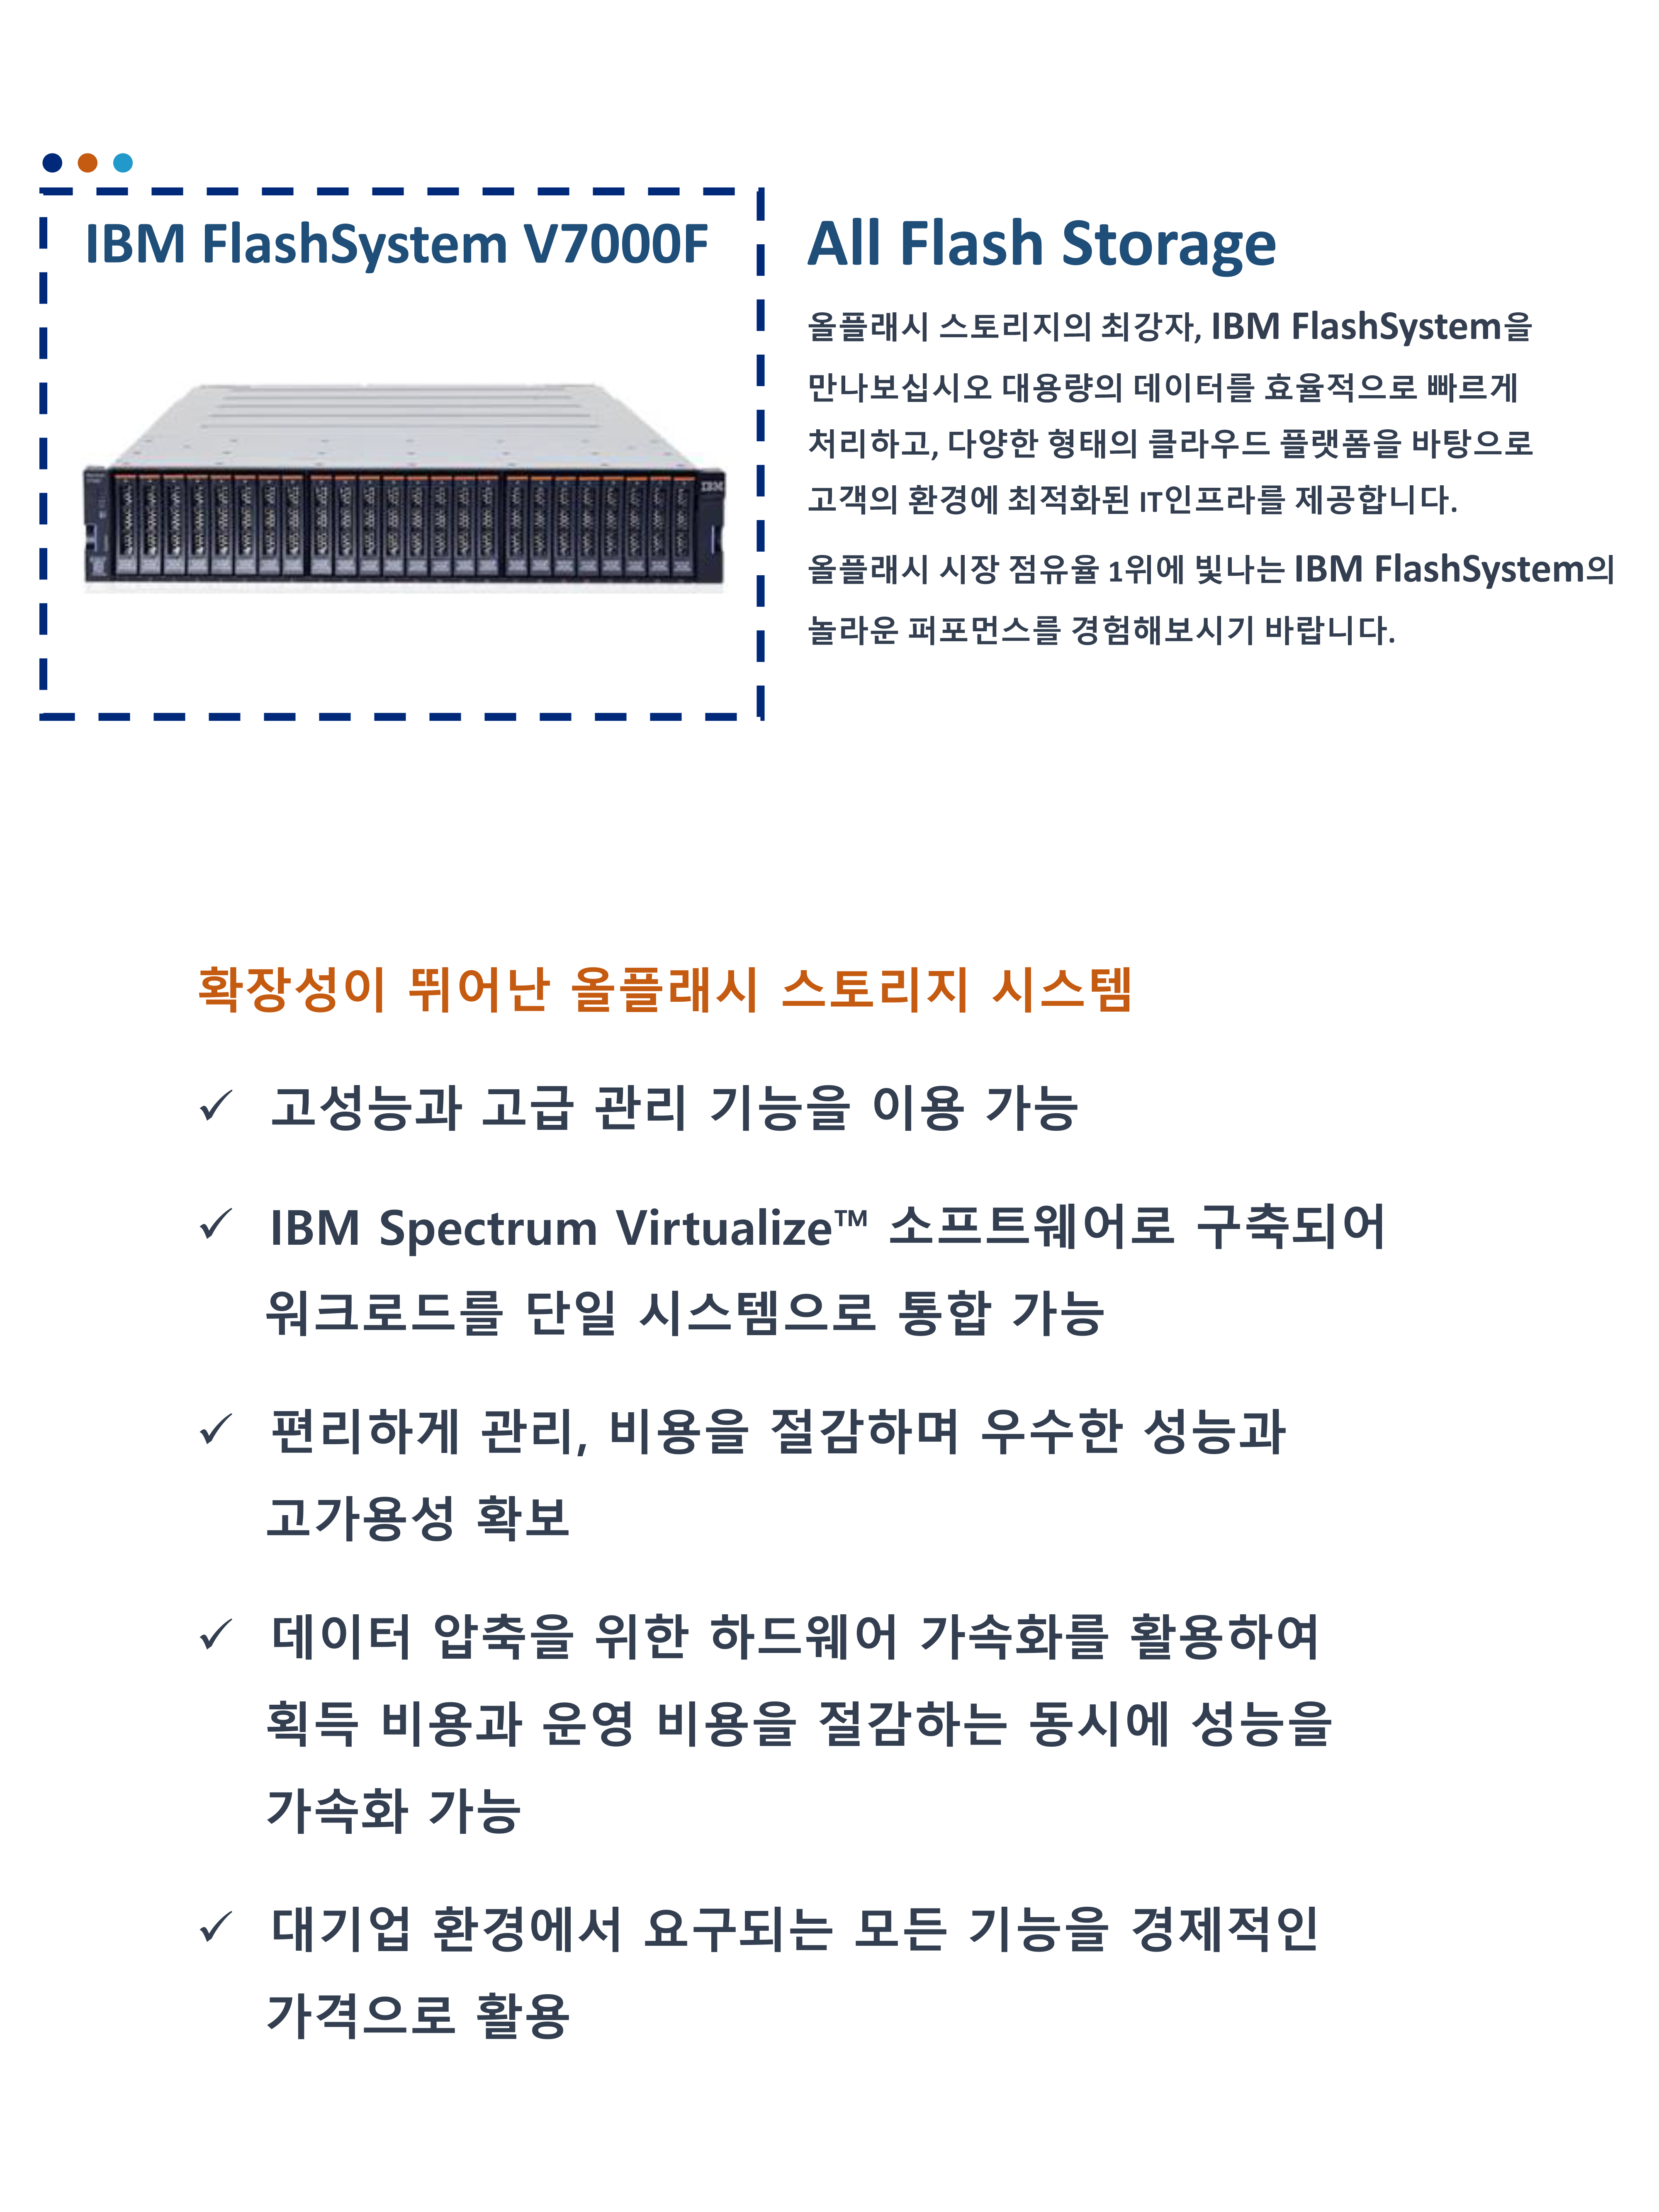 IBM FlashSystem V7000F
IBM
All Flash Storage
올플래시 스토리지의 최강자, IBM FlashSystem을
만나보십시오 대용량의 데이터를 효율적으로 빠르게
처리하고, 다양한 형태의 클라우드 플랫폼을 바탕으로
고객의 환경에 최적화된 IT인프라를 제공합니다.
올플래시 시장 점유율 1위에 빛나는 IBM FlashSystem의
놀라운 퍼포먼스를 경험해보시기 바랍니다.
확장성이 뛰어난 올플래시 스토리지 시스템
✓ 고성능과 고급 관리 기능을 이용 가능
✓ IBM Spectrum Virtualize™ 소프트웨어로 구축되어
워크로드를 단일 시스템으로 통합 가능
✓ 편리하게 관리, 비용을 절감하며 우수한 성능과
고가용성 확보
✓ 데이터 압축을 위한 하드웨어 가속화를 활용하여
획득 비용과 운영 비용을 절감하는 동시에 성능을
가속화 가능
✓ 대기업 환경에서 요구되는 모든 기능을 경제적인
가격으로 활용